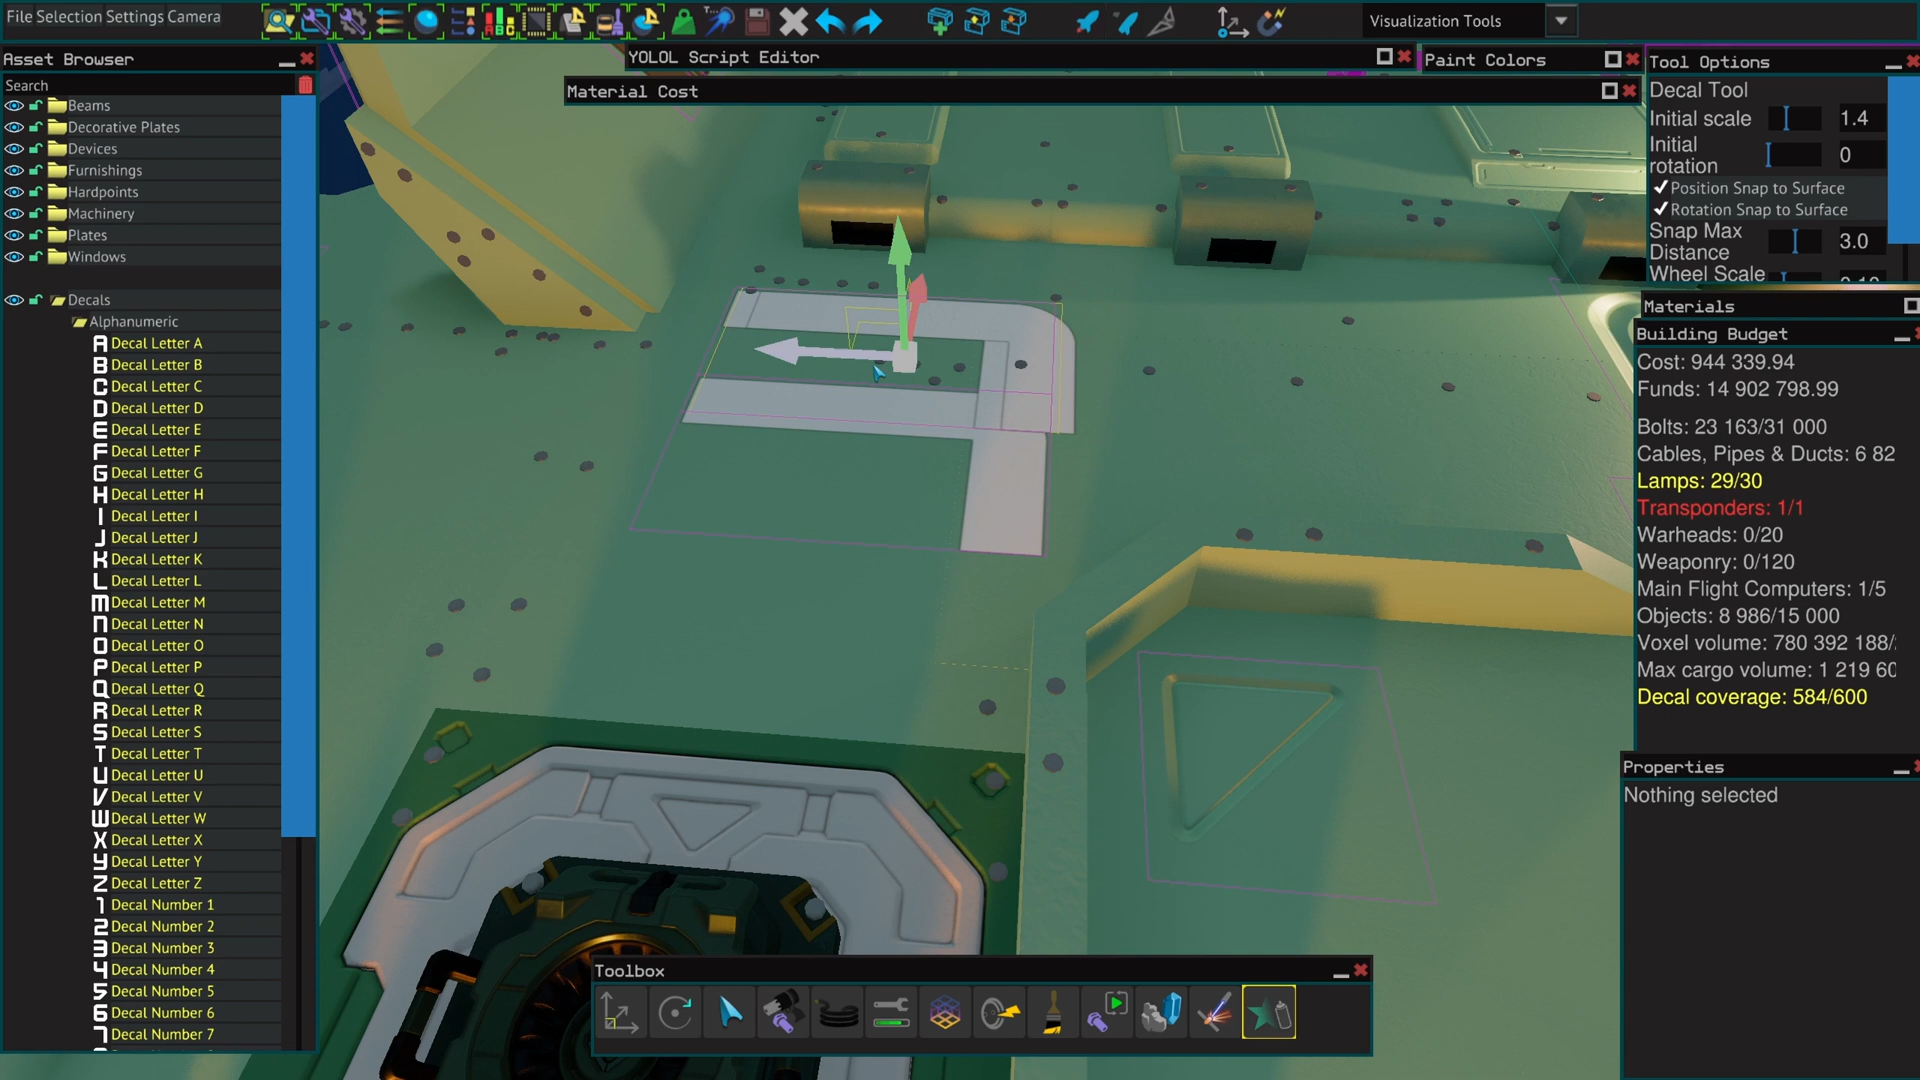 File Selection Settings Camera
Visualization Tools
Asset Browser
YOLOL Script Editor
Paint Colors
Tool Options
Search
Material Cost
Decal Tool
Beams
Initial scale 1.4
Decorative Plates
Initial rotation 0
Devices
Furnishings
Position Snap to Surface
Hardpoints
Rotation Snap to Surface
Machinery
Snap Max Distance 3.0
Plates
Windows
Wheel Scale
Decals
Alphanumeric
A Decal Letter A
B Decal Letter B
C Decal Letter C
D Decal Letter D
E Decal Letter E
F Decal Letter F
G Decal Letter G
H Decal Letter H
I Decal Letter I
J Decal Letter J
K Decal Letter K
L Decal Letter L
M Decal Letter M
N Decal Letter N
O Decal Letter O
P Decal Letter P
Q Decal Letter Q
R Decal Letter R
S Decal Letter S
T Decal Letter T
U Decal Letter U
V Decal Letter V
W Decal Letter W
X Decal Letter X
Y Decal Letter Y
Z Decal Letter Z
1 Decal Number 1
2 Decal Number 2
3 Decal Number 3
4 Decal Number 4
5 Decal Number 5
6 Decal Number 6
7 Decal Number 7
Materials
Building Budget
Cost: 944 339.94
Funds: 14 902 798.99
Bolts: 23 163/31 000
Cables, Pipes & Ducts: 6 82
Lamps: 29/30
Transponders: 1/1
Warheads: 0/20
Weaponry: 0/120
Main Flight Computers: 1/5
Objects: 8 986/15 000
Voxel volume: 780 392 188/
Max cargo volume: 1 219 60
Decal coverage: 584/600
Properties
Nothing selected
Toolbox